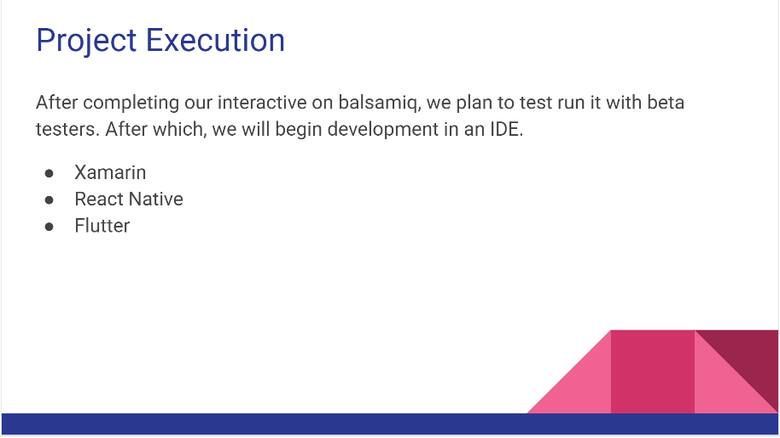 Project Execution
After completing our interactive on balsamiq, we plan to test run it with beta
testers. After which, we will begin development in an IDE.
● Xamarin
● React Native
● Flutter